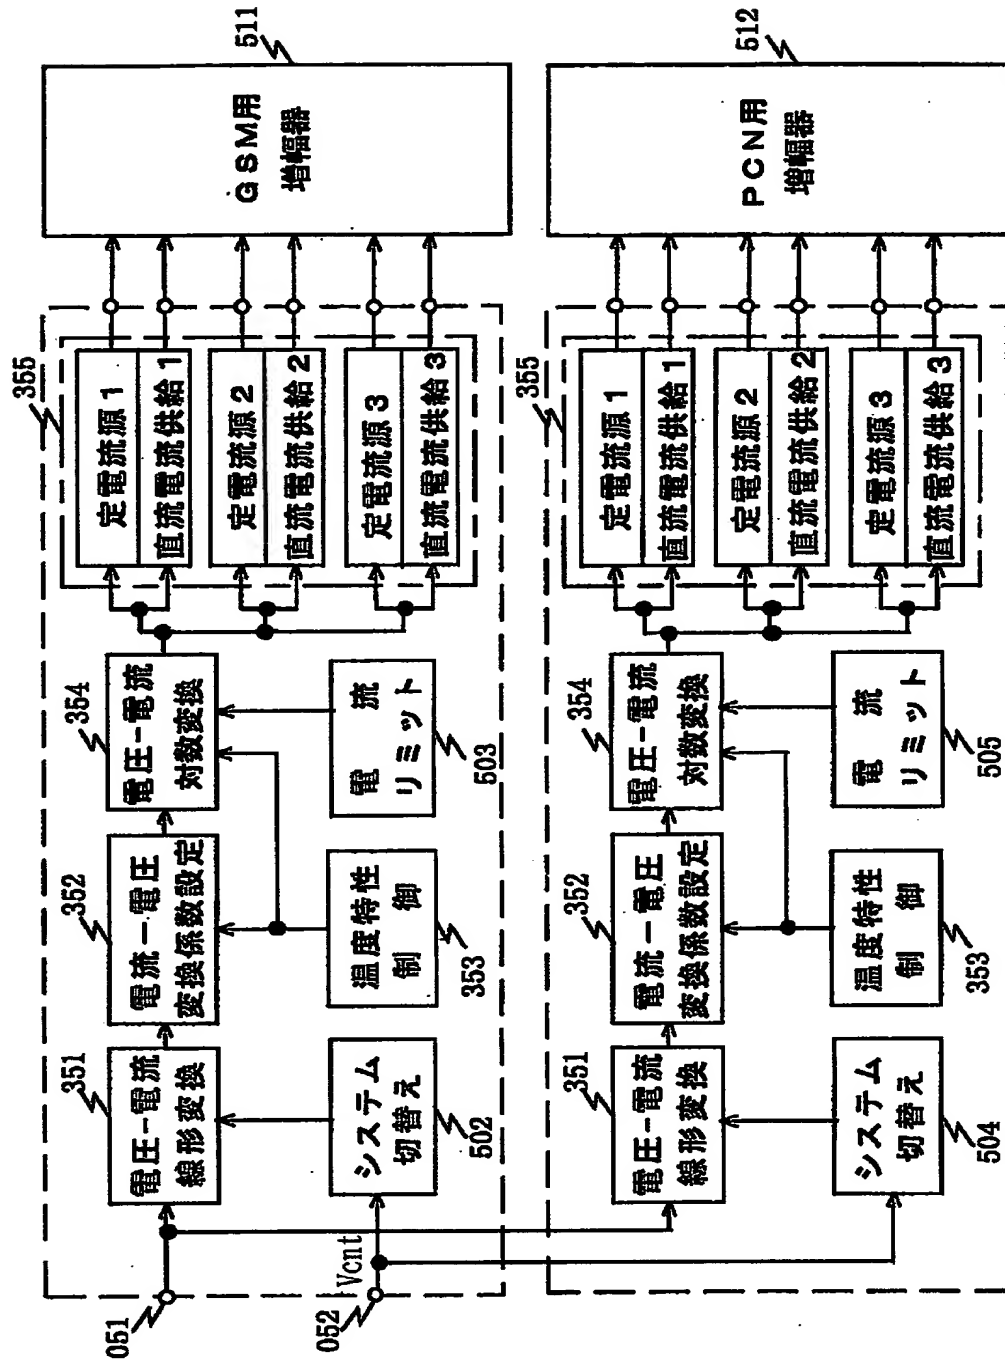 051
052
Vcnt
351
電圧-電流
線形変換
システム
切替え
502
352
電流-電圧
変換係数設定
温度特性
制御
353
354
電圧-電流
対数変換
電流
リミット
503
355
定電流源1
直流電流供給1
定電流源2
直流電流供給2
定電流源3
直流電流供給3
GSM用
増幅器
511
351
電圧-電流
線形変換
システム
切替え
504
352
電流-電圧
変換係数設定
温度特性
制御
353
354
電圧-電流
対数変換
電流
リミット
505
355
定電流源1
直流電流供給1
定電流源2
直流電流供給2
定電流源3
直流電流供給3
PCN用
増幅器
512